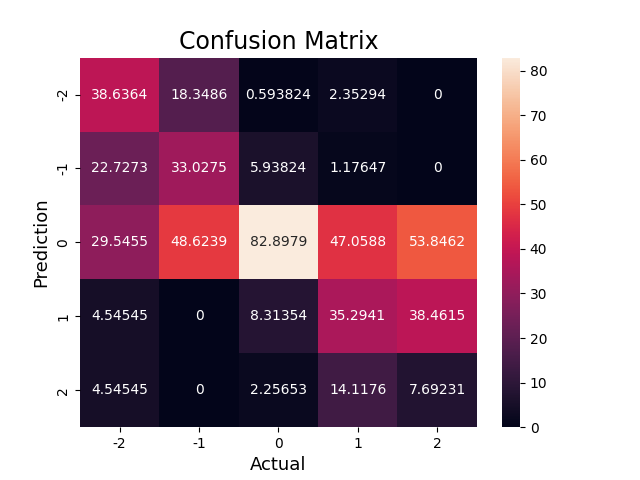 Confusion Matrix
-2 38.6364 18.3486 0.593824 2.35294 0
-1 22.7273 33.0275 5.93824 1.17647 0
0 29.5455 48.6239 82.8979 47.0588 53.8462
1 4.54545 0 8.31354 35.2941 38.4615
2 4.54545 0 2.25653 14.1176 7.69231
-2 -1 0 1 2
Prediction
Actual
80
70
60
50
40
30
20
10
0